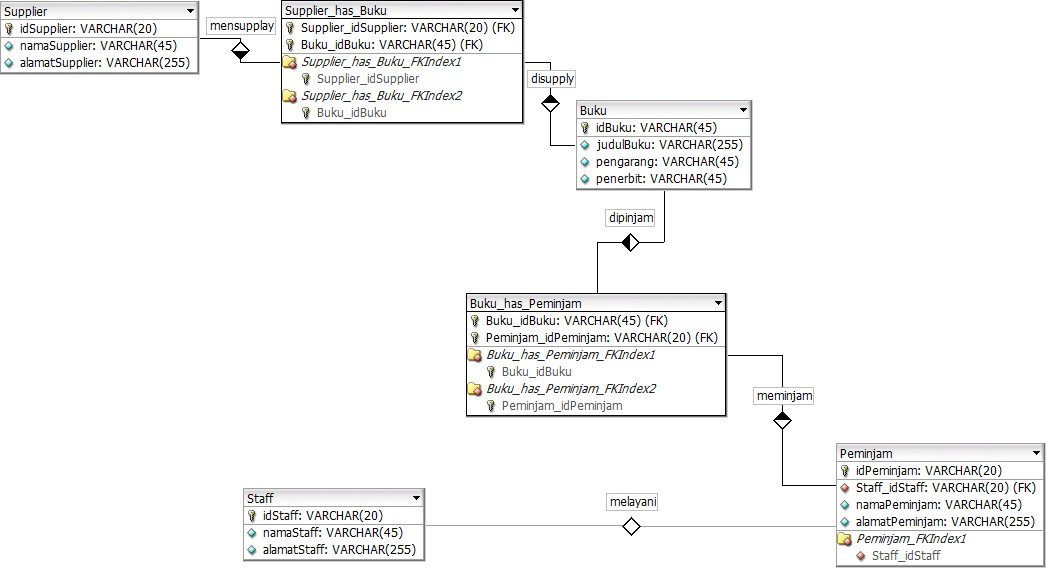 Supplier
idSupplier: VARCHAR(20)
namaSupplier: VARCHAR(45)
alamatSupplier: VARCHAR(255)
mensupplay
Supplier_has_Buku
Supplier_idSupplier: VARCHAR(20) (FK)
Buku_idBuku: VARCHAR(45) (FK)
Supplier_has_Buku_FKIndex1
Supplier_idSupplier
Supplier_has_Buku_FKIndex2
Buku_idBuku
disupply
Buku
idBuku: VARCHAR(45)
judulBuku: VARCHAR(255)
pengarang: VARCHAR(45)
penerbit: VARCHAR(45)
dipinjam
Buku_has_Peminjam
Buku_idBuku: VARCHAR(45) (FK)
Peminjam_idPeminjam: VARCHAR(20) (FK)
Buku_has_Peminjam_FKIndex1
Buku_idBuku
Buku_has_Peminjam_FKIndex2
Peminjam_idPeminjam
meminjam
Peminjam
idPeminjam: VARCHAR(20)
Staff_idStaff: VARCHAR(20) (FK)
namaPeminjam: VARCHAR(45)
alamatPeminjam: VARCHAR(255)
Peminjam_FKIndex1
Staff_idStaff
Staff
idStaff: VARCHAR(20)
namaStaff: VARCHAR(45)
alamatStaff: VARCHAR(255)
melayani